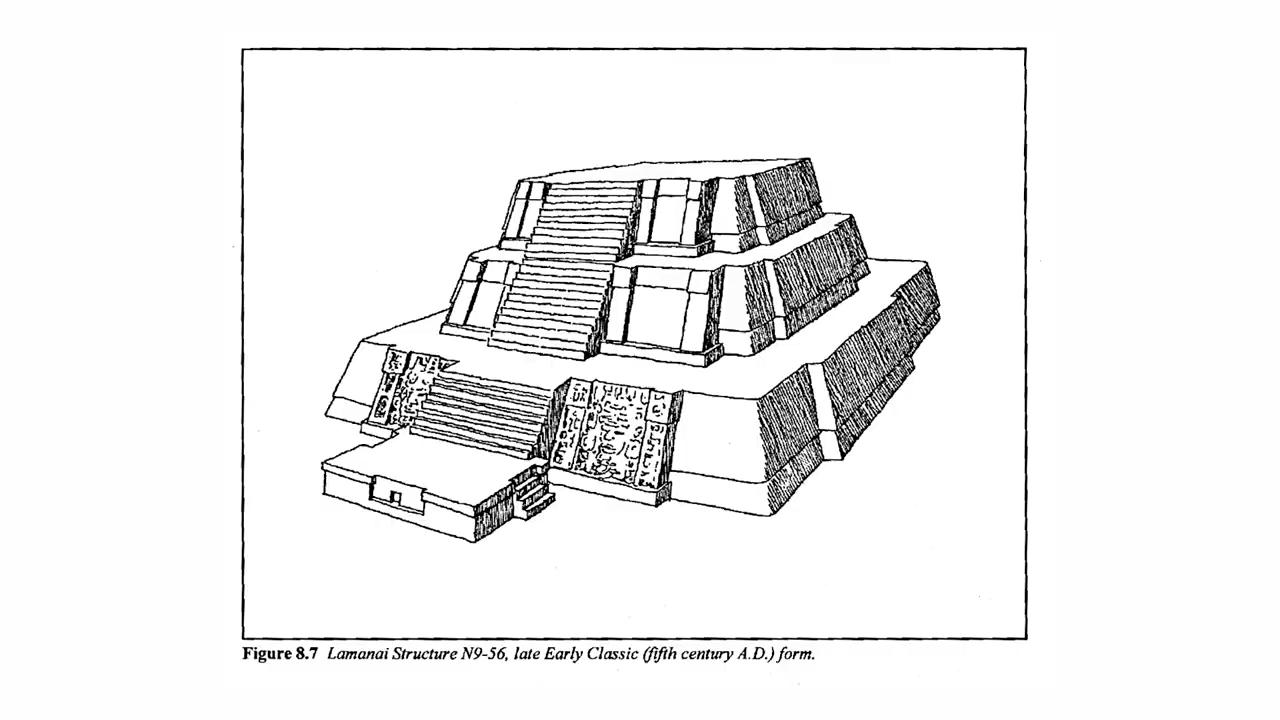 Figure 8.7 Lamanai Structure N9-56, late Early Classic (fifth century A.D.) form.